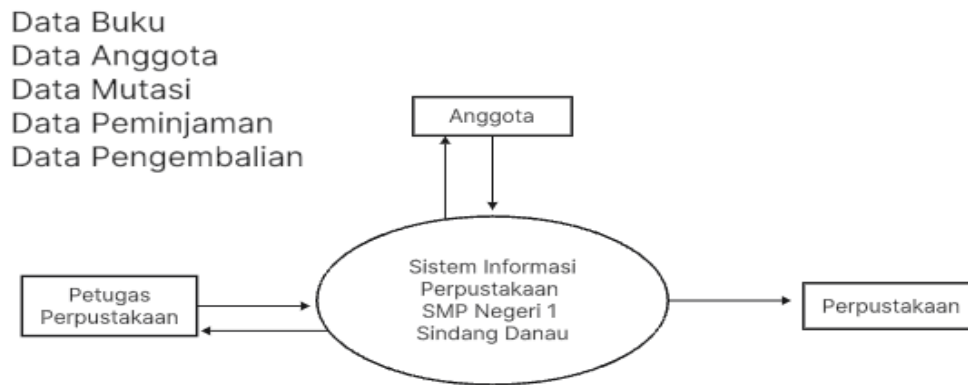 Data Buku
Data Anggota
Data Mutasi
Data Peminjaman
Data Pengembalian
Anggota
Petugas
Perpustakaan
Sistem Informasi
Perpustakaan
SMP Negeri 1
Sindang Danau
Perpustakaan